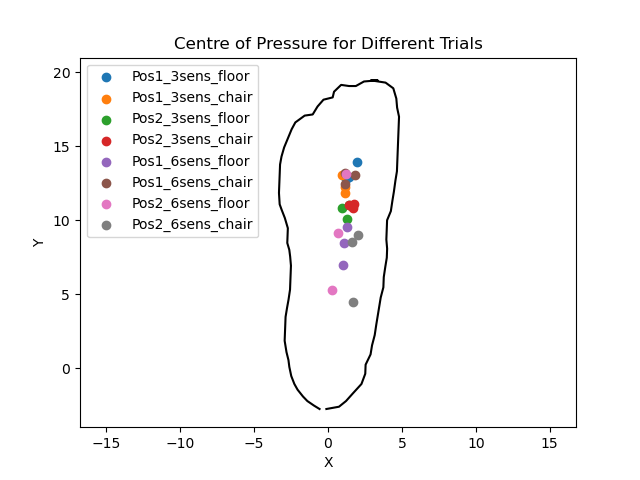 Centre of Pressure for Different Trials
Pos1_3sens_floor
Pos1_3sens_chair
Pos2_3sens_floor
Pos2_3sens_chair
Pos1_6sens_floor
Pos1_6sens_chair
Pos2_6sens_floor
Pos2_6sens_chair
20
15
10
5
0
Y
−15 −10 −5 0 5 10 15
X